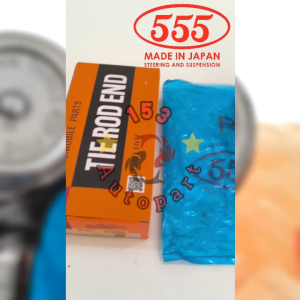 555
MADE IN JAPAN
STEERING AND SUSPENSION
TIE ROD END
153
Autopart
555